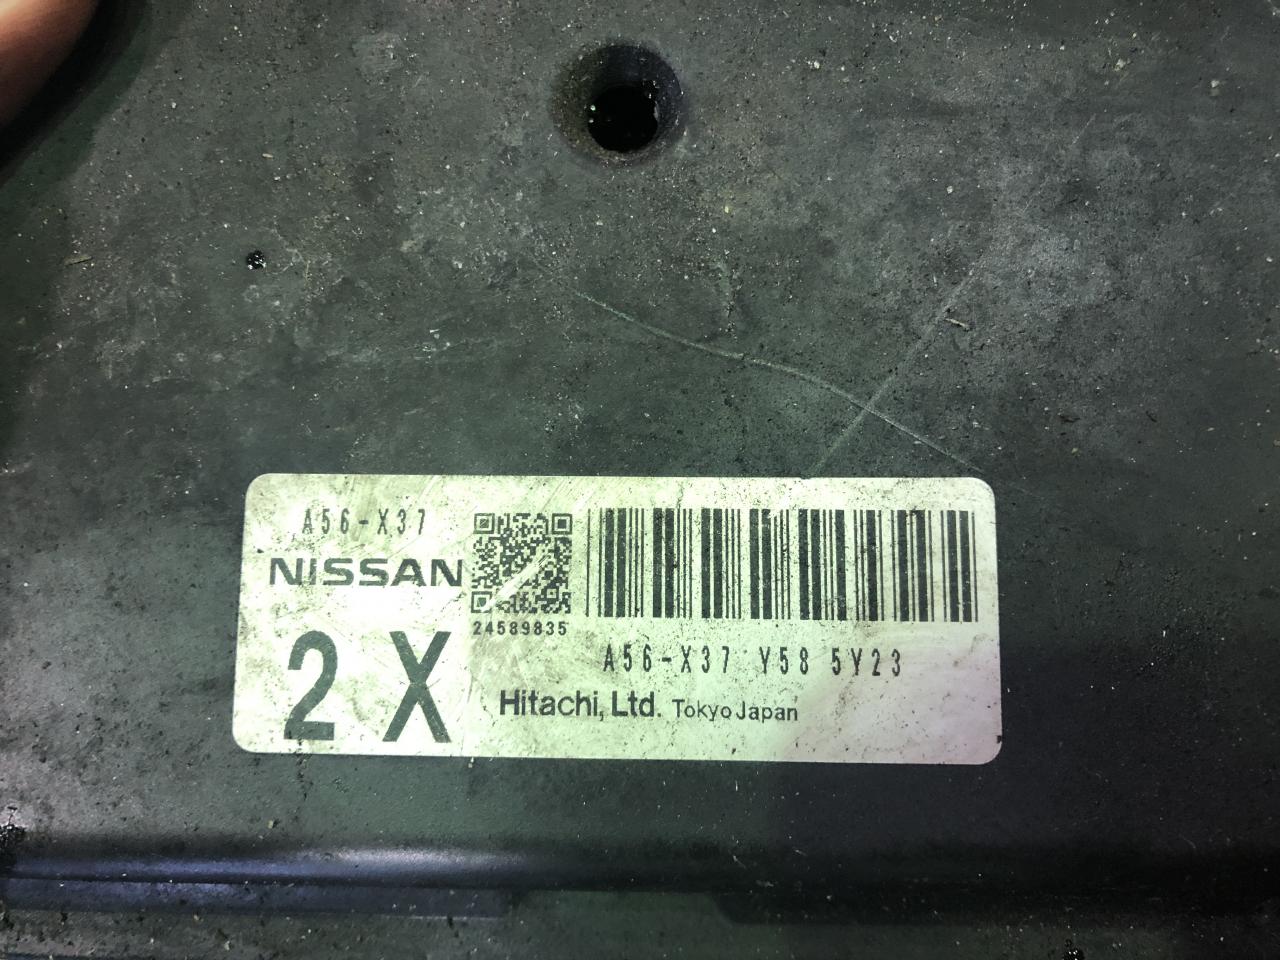 A56-X37
NISSAN
2 X
24589835
A56-X37 Y58 5Y23
Hitachi, Ltd. Tokyo Japan